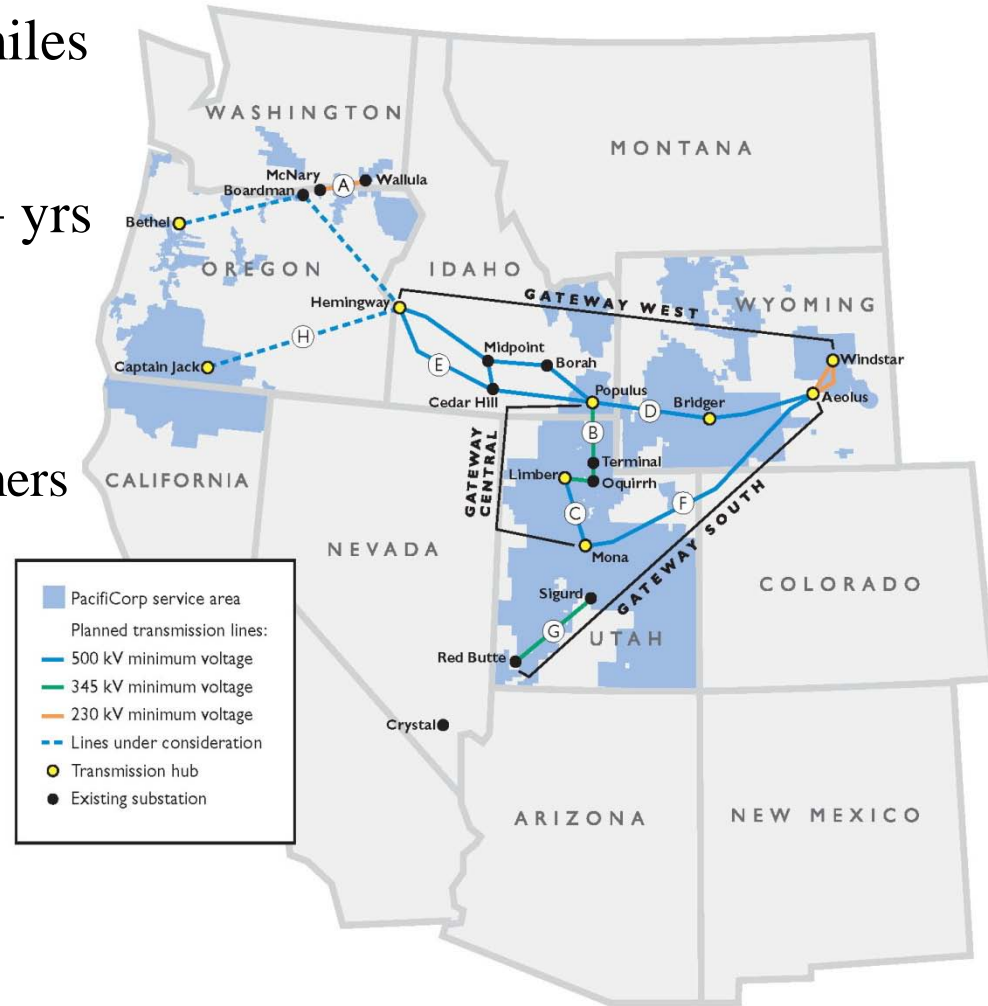 niles
yrs
ners
WASHINGTON
MONTANA
McNary
A
Wallula
Boardman
Bethel
OREGON
IDAHO
Hemingway
GATEWAY WEST
WYOMING
H
Captain Jack
E
Midpoint
Borah
Cedar Hill
Populus
D
Bridger
Windstar
Aeolus
B
GATEWAY
CENTRAL
Terminal
Limber
Oquirrh
CALIFORNIA
C
F
GATEWAY SOUTH
NEVADA
Mona
COLORADO
Sigurd
G
UTAH
Red Butte
Crystal
ARIZONA
NEW MEXICO
PacifiCorp service area
Planned transmission lines:
500 kV minimum voltage
345 kV minimum voltage
230 kV minimum voltage
Lines under consideration
Transmission hub
Existing substation